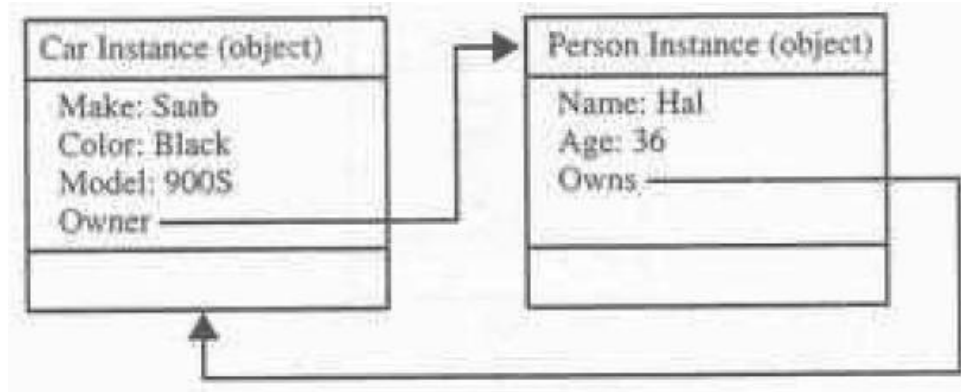 Car Instance (object)
Make: Saab
Color: Black
Model: 900S
Owner
Person Instance (object)
Name: Hal
Age: 36
Owns